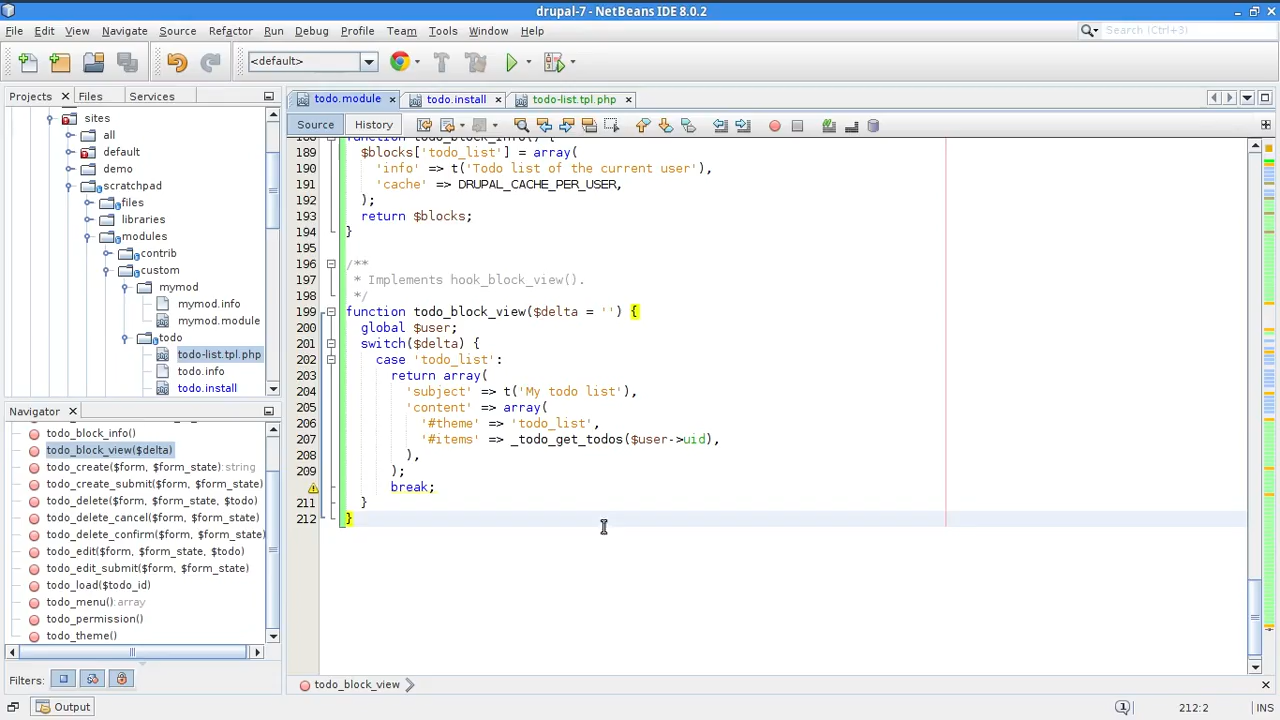 drupal-7 - NetBeans IDE 8.0.2
File Edit View Navigate Source Refactor Run Debug Profile Team Tools Window Help
Search (Ctrl+3)
<default>
Projects Files Services
sites
all
default
demo
scratchpad
files
libraries
modules
contrib
custom
mymod
mymod.info
mymod.module
todo
todo-list.tpl.php
todo.info
todo.install
Navigator
todo_block_info()
todo_block_view($delta)
todo_create($form, $form_state):string
todo_create_submit($form, $form_state)
todo_delete($form, $form_state, $todo)
todo_delete_cancel($form, $form_state)
todo_delete_confirm($form, $form_state)
todo_edit($form, $form_state, $todo)
todo_edit_submit($form, $form_state)
todo_load($todo_id)
todo_menu():array
todo_permission()
todo_theme()
Filters:
Output
todo.module todo.install todo-list.tpl.php
Source History
188 function todo_block_info() {
189 $blocks['todo_list'] = array(
190 'info' => t('Todo list of the current user'),
191 'cache' => DRUPAL_CACHE_PER_USER,
192 );
193 return $blocks;
194 }
195
196 /**
197 * Implements hook_block_view().
198 */
199 function todo_block_view($delta = '') {
200 global $user;
201 switch($delta) {
202 case 'todo_list':
203 return array(
204 'subject' => t('My todo list'),
205 'content' => array(
206 '#theme' => 'todo_list',
207 '#items' => _todo_get_todos($user->uid),
208 ),
209 );
break;
211 }
212 }
todo_block_view
1
212:2
INS